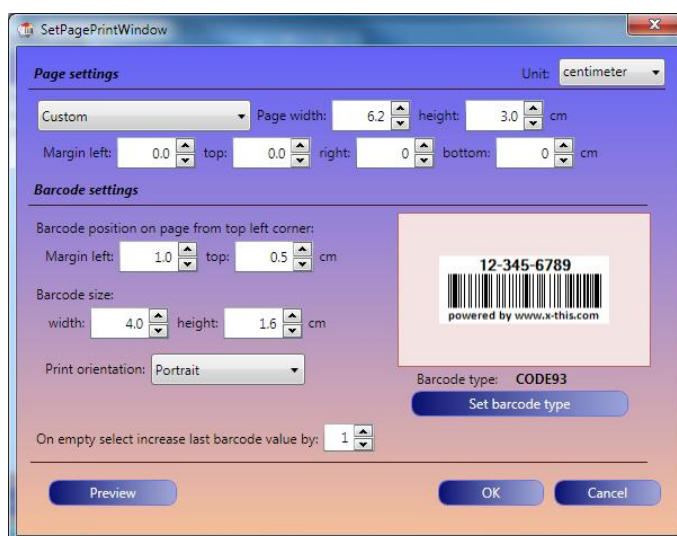 SetPagePrintWindow
Page settings Unit: centimeter
Custom Page width: 6.2 height: 3.0 cm
Margin left: 0.0 top: 0.0 right: 0 bottom: 0 cm
Barcode settings
Barcode position on page from top left corner:
Margin left: 1.0 top: 0.5 cm
12-345-6789
powered by www.x-this.com
Barcode size:
width: 4.0 height: 1.6 cm
Print orientation: Portrait
Barcode type: CODE93
Set barcode type
On empty select increase last barcode value by: 1
Preview OK Cancel